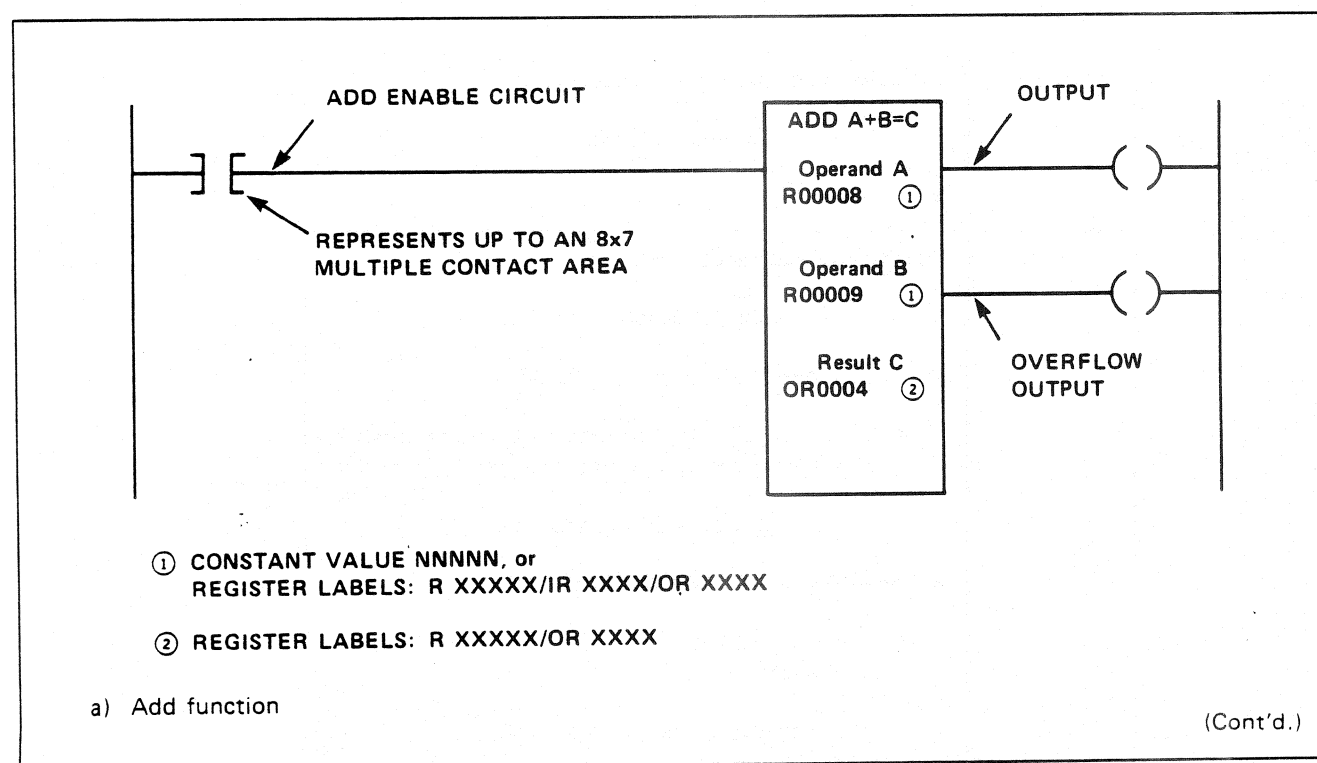 ADD ENABLE CIRCUIT
OUTPUT
ADD A+B=C
Operand A
R00008 ①
REPRESENTS UP TO AN 8x7
MULTIPLE CONTACT AREA
Operand B
R00009 ①
Result C
OR0004 ②
OVERFLOW
OUTPUT
① CONSTANT VALUE NNNNN, or
REGISTER LABELS: R XXXXX/IR XXXX/OR XXXX
② REGISTER LABELS: R XXXXX/OR XXXX
a) Add function
(Cont'd.)